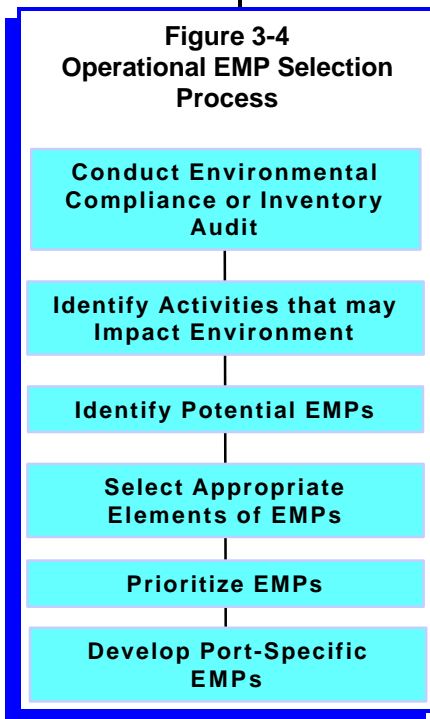 Figure 3-4
Operational EMP Selection
Process
Conduct Environmental
Compliance or Inventory
Audit
Identify Activities that may
Impact Environment
Identify Potential EMPs
Select Appropriate
Elements of EMPs
Prioritize EMPs
Develop Port-Specific
EMPs